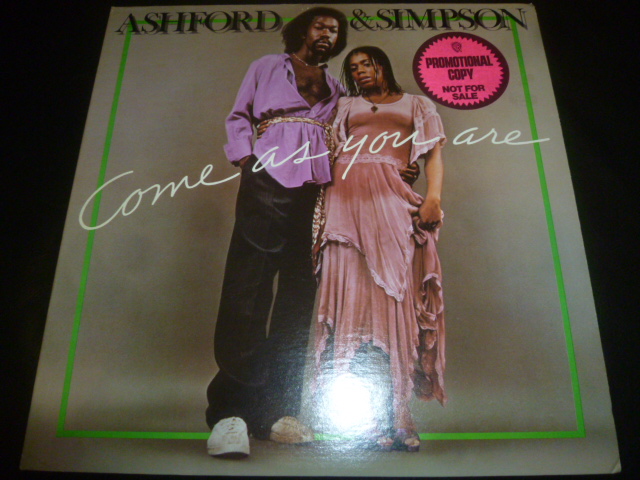 ASHFORD & SIMPSON
PROMOTIONAL
COPY
NOT FOR
SALE
Come as you are